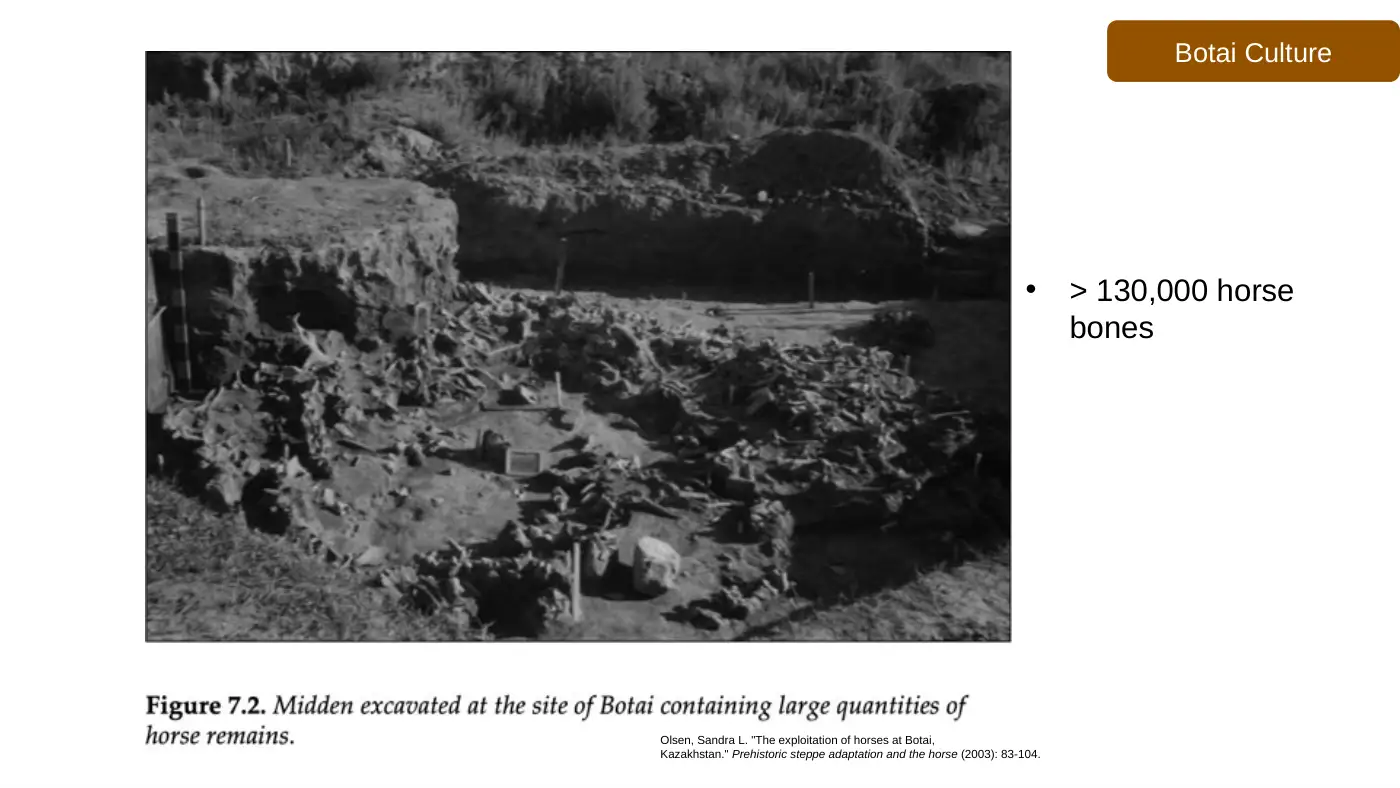 Botai Culture
• > 130,000 horse
bones
Figure 7.2. Midden excavated at the site of Botai containing large quantities of
horse remains.
Olsen, Sandra L. "The exploitation of horses at Botai,
Kazakhstan." Prehistoric steppe adaptation and the horse (2003): 83-104.